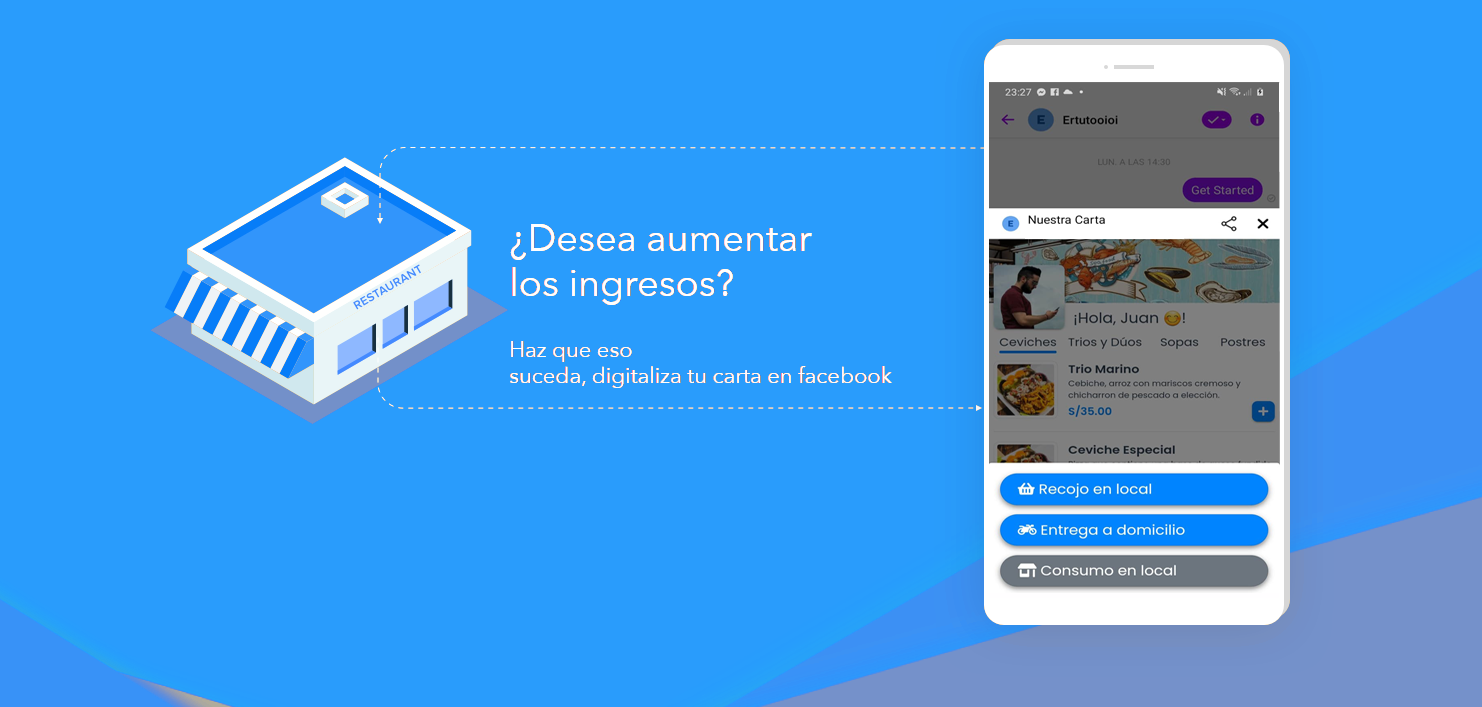 RESTAURANT
¿Desea aumentar
los ingresos?
Haz que eso
suceda, digitaliza tu carta en facebook
23:27
E Ertutooioi
LUN. A LAS 14:30
Get Started
E Nuestra Carta
¡Hola, Juan 😊!
Ceviches Trios y Dúos Sopas Postres
Trio Marino
Cebiche, arroz con mariscos cremoso y
chicharron de pescado a elección.
S/35.00
Ceviche Especial
Recojo en local
Entrega a domicilio
Consumo en local